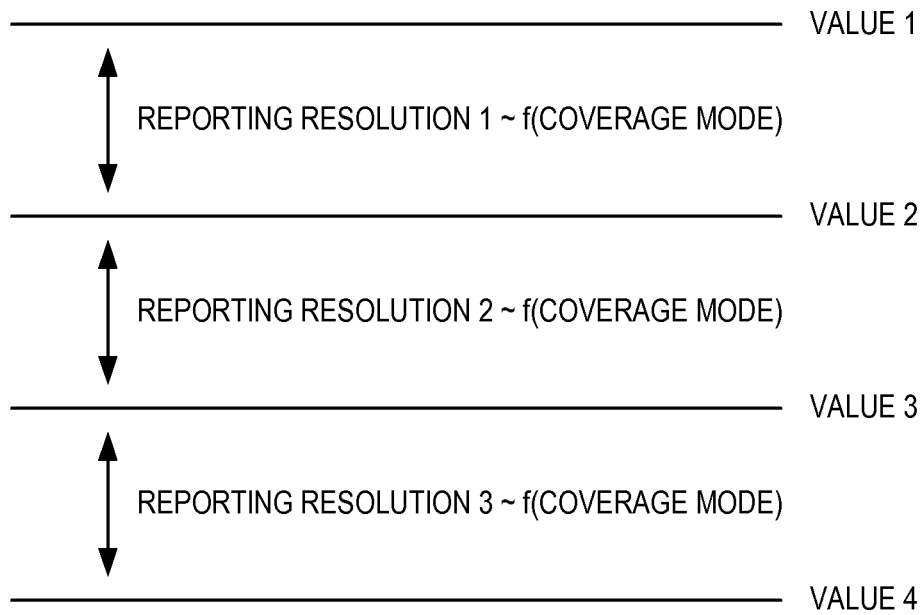 VALUE 1
REPORTING RESOLUTION 1 ~ f(COVERAGE MODE)
VALUE 2
REPORTING RESOLUTION 2 ~ f(COVERAGE MODE)
VALUE 3
REPORTING RESOLUTION 3 ~ f(COVERAGE MODE)
VALUE 4